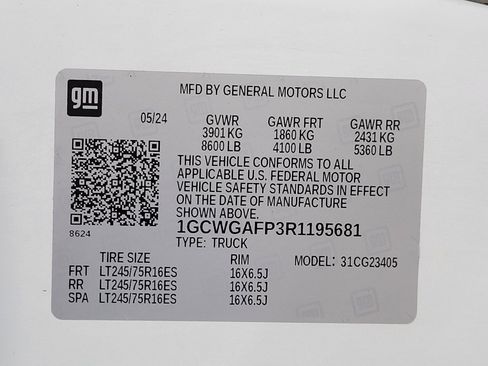 gm
MFD BY GENERAL MOTORS LLC
05/24 GVWR GAWR FRT GAWR RR
3901 KG 1860 KG 2431 KG
8600 LB 4100 LB 5360 LB
THIS VEHICLE CONFORMS TO ALL
APPLICABLE U.S. FEDERAL MOTOR
VEHICLE SAFETY STANDARDS IN EFFECT
ON THE DATE OF MANUFACTURE
SHOWN ABOVE.
8624
1GCWGAFP3R1195681
TYPE: TRUCK
TIRE SIZE RIM MODEL: 31CG23405
FRT LT245/75R16ES 16X6.5J
RR LT245/75R16ES 16X6.5J
SPA LT245/75R16ES 16X6.5J